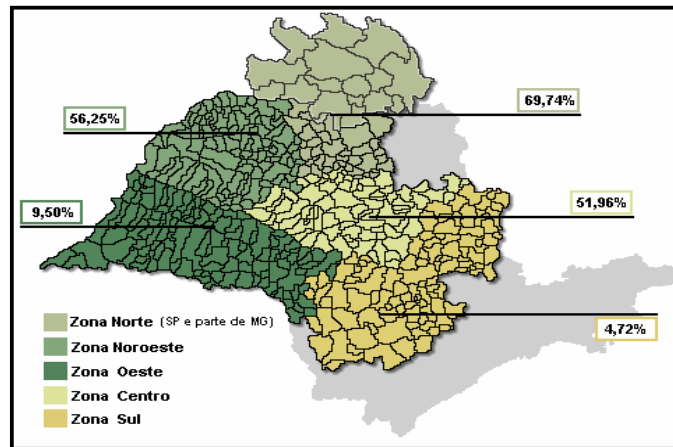 69,74%
56,25%
9,50%
51,96%
4,72%
Zona Norte (SP e parte de MG)
Zona Noroeste
Zona Oeste
Zona Centro
Zona Sul